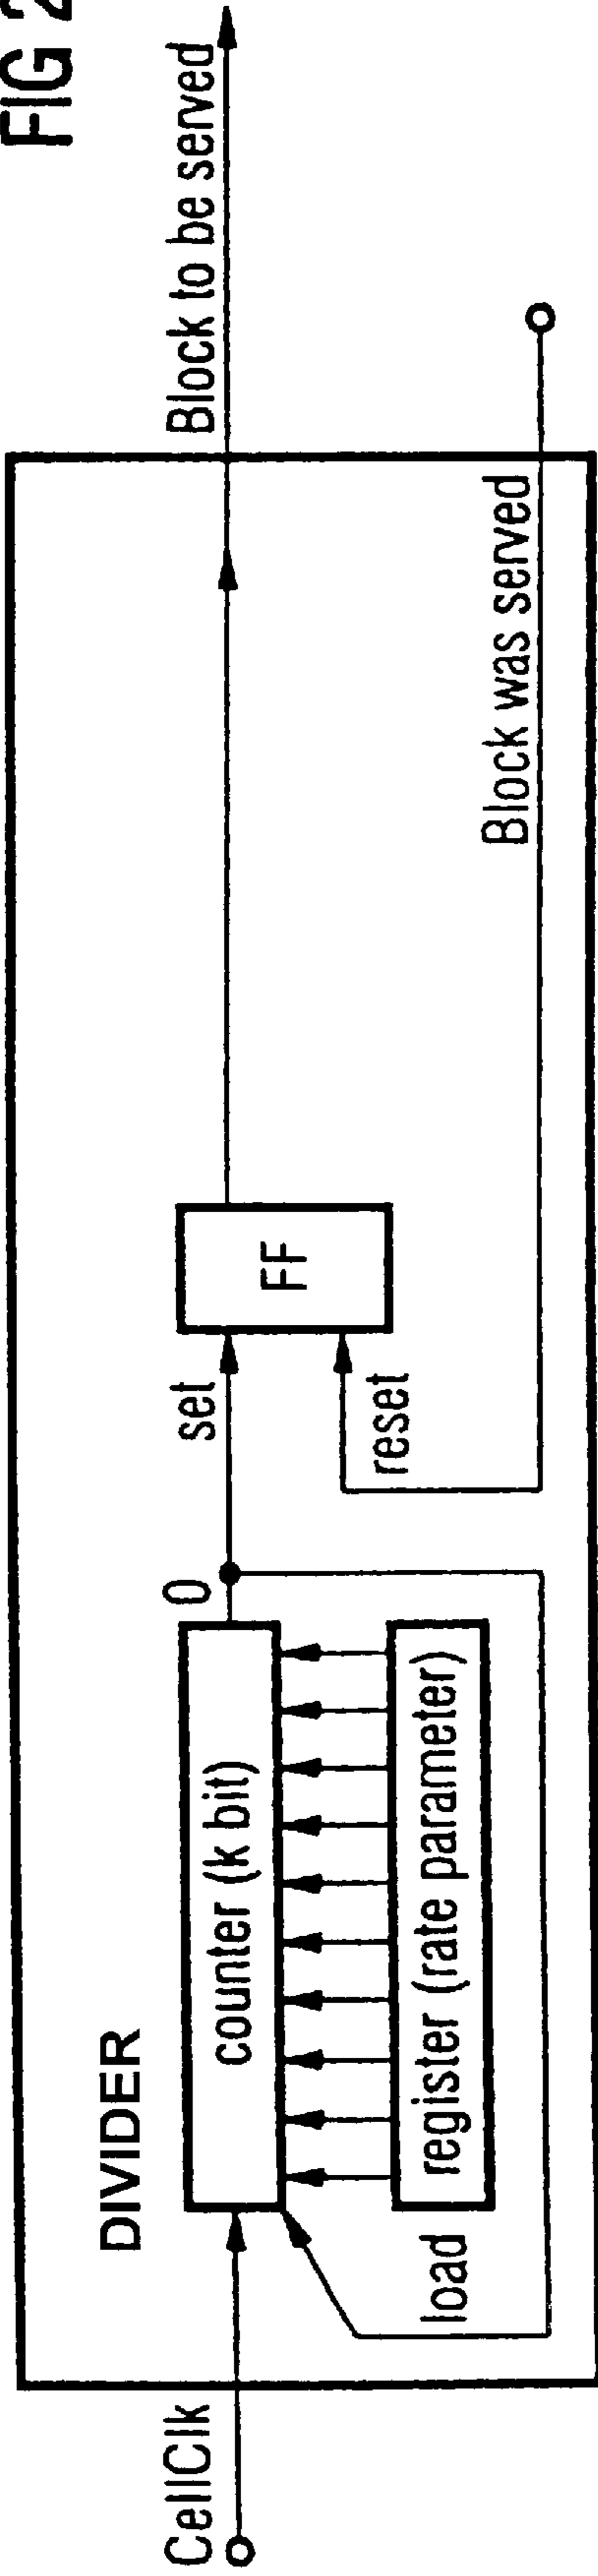 FIG 2
DIVIDER
CellClk
counter (k bit)
0
set
FF
Block to be served
register (rate parameter)
load
reset
Block was served